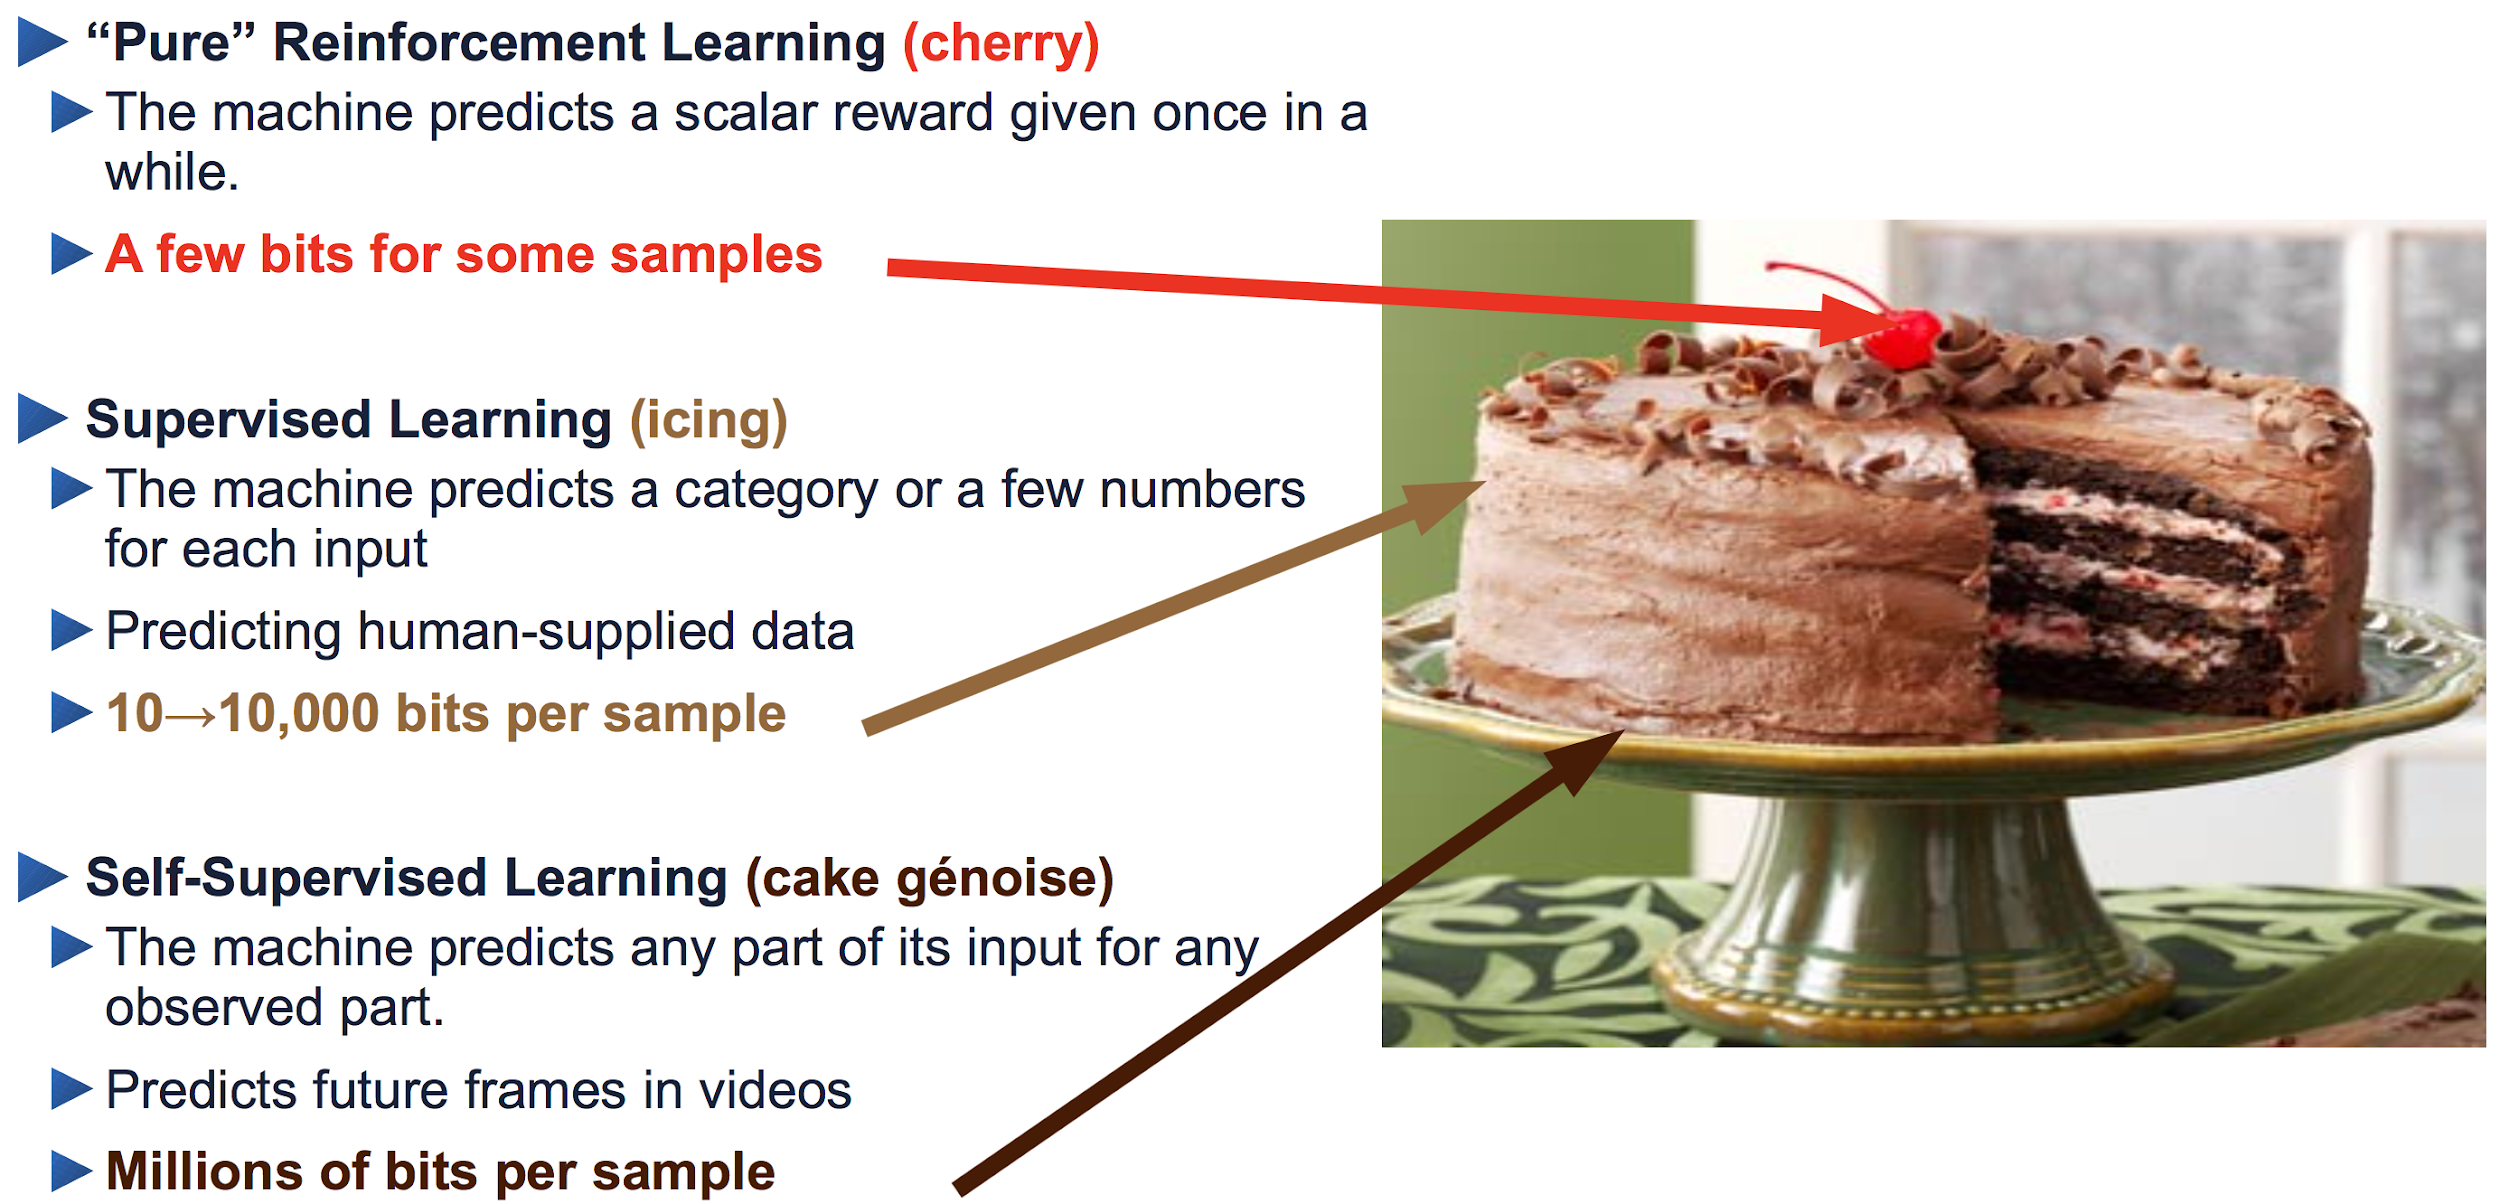 “Pure” Reinforcement Learning (cherry)
The machine predicts a scalar reward given once in a
while.
A few bits for some samples
Supervised Learning (icing)
The machine predicts a category or a few numbers
for each input
Predicting human-supplied data
10→10,000 bits per sample
Self-Supervised Learning (cake génoise)
The machine predicts any part of its input for any
observed part.
Predicts future frames in videos
Millions of bits per sample